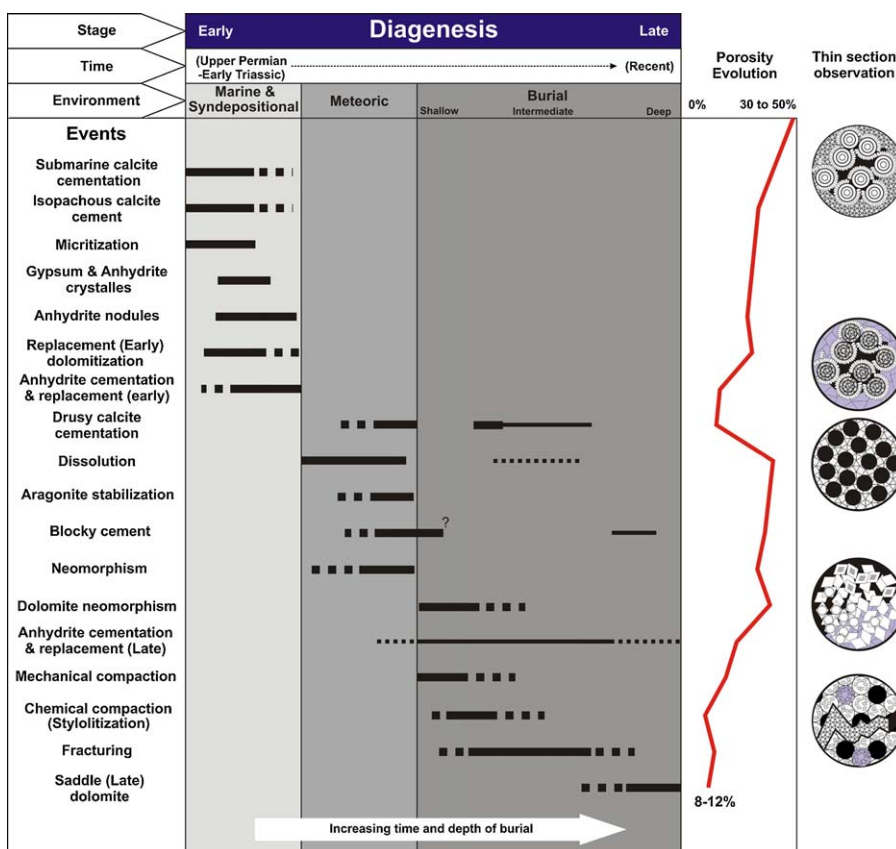 Stage
Early
Diagenesis
Late
Time
(Upper Permian
-Early Triassic)
(Recent)
Environment
Marine &
Syndepositional
Meteoric
Burial
Shallow
Intermediate
Deep
Porosity
Evolution
0%
30 to 50%
Thin section
observation
Events
Submarine calcite
cementation
Isopachous calcite
cement
Micritization
Gypsum & Anhydrite
crystalles
Anhydrite nodules
Replacement (Early)
dolomitization
Anhydrite cementation
& replacement (early)
Drusy calcite
cementation
Dissolution
Aragonite stabilization
Blocky cement
?
Neomorphism
Dolomite neomorphism
Anhydrite cementation
& replacement (Late)
Mechanical compaction
Chemical compaction
(Stylolitization)
Fracturing
Saddle (Late)
dolomite
8-12%
Increasing time and depth of burial